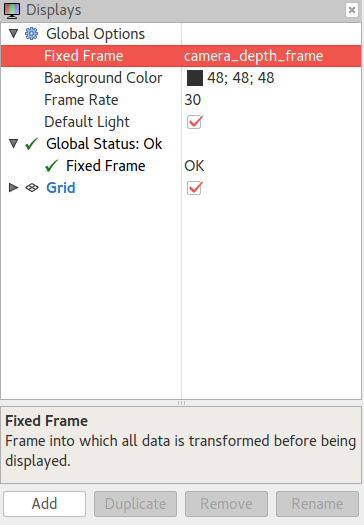 Displays
Global Options
Fixed Frame camera_depth_frame
Background Color 48; 48; 48
Frame Rate 30
Default Light
Global Status: Ok
Fixed Frame OK
Grid
Fixed Frame
Frame into which all data is transformed before being
displayed.
Add Duplicate Remove Rename